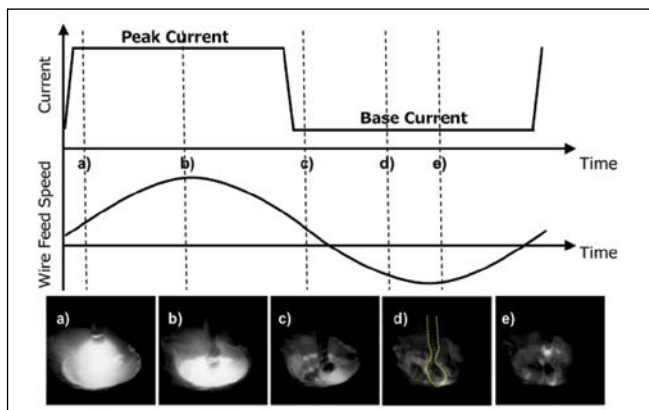 Peak Current
Current
Base Current
a)
b)
c)
d)
e)
Time
Wire Feed Speed
Time
a)
b)
c)
d)
e)